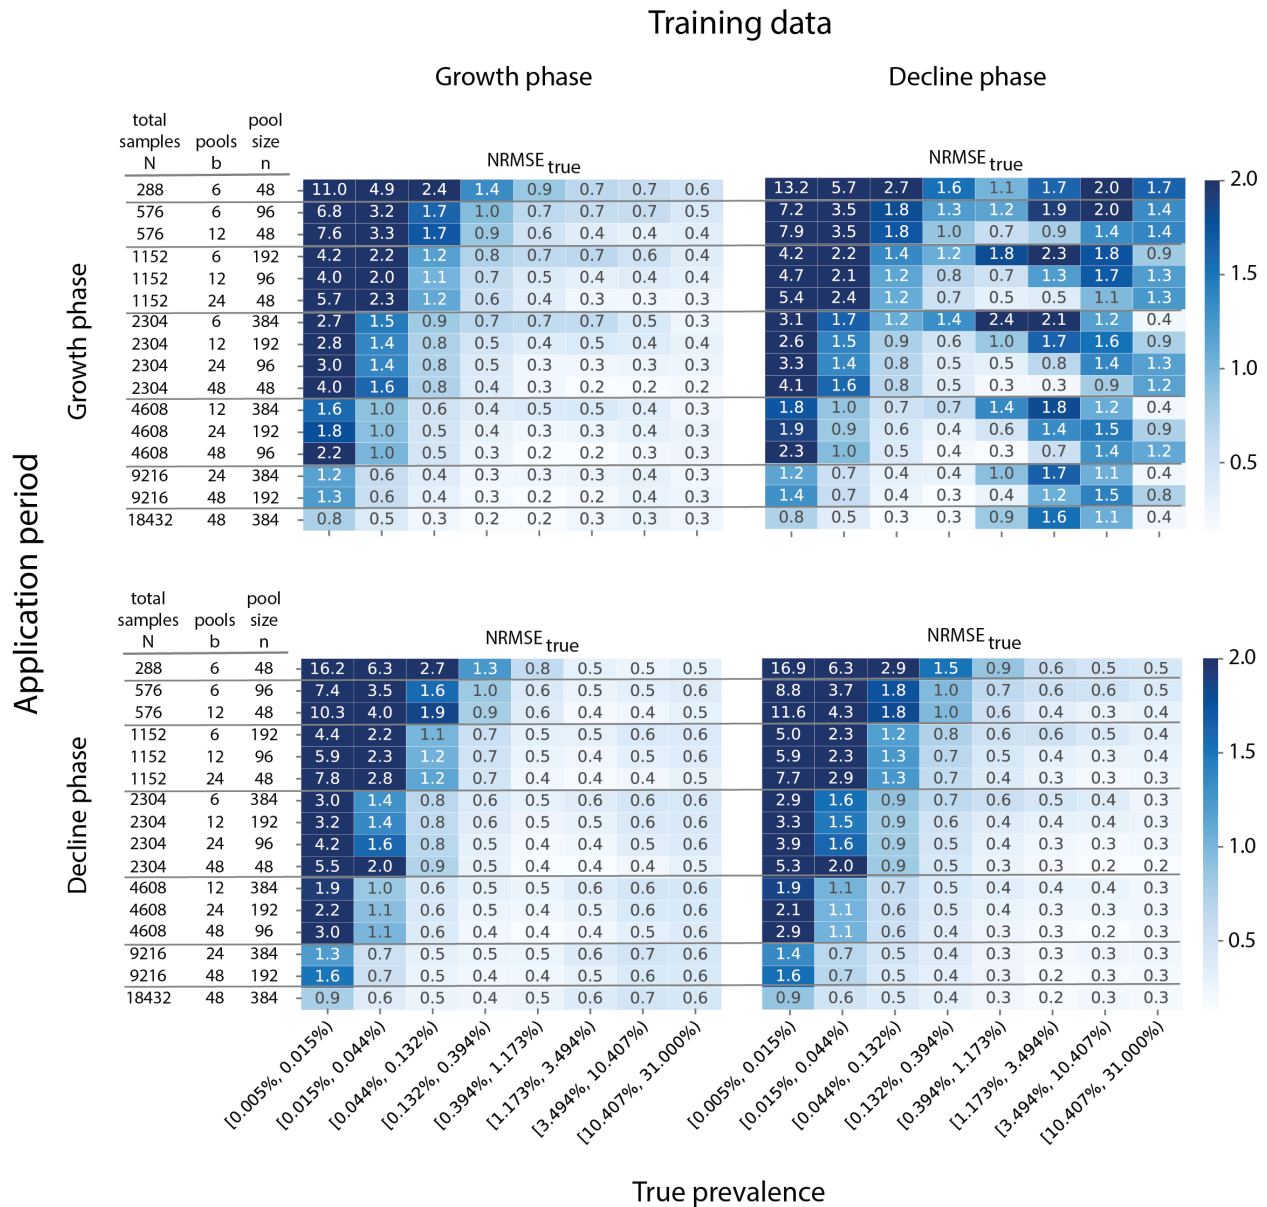 Training data
Growth phase
Decline phase
total samples N
pools b
pool size n
NRMSE true
NRMSE true
288 6 48 11.0 4.9 2.4 1.4 0.9 0.7 0.7 0.6 13.2 5.7 2.7 1.6 1.1 1.7 2.0 1.7
576 6 96 6.8 3.2 1.7 1.0 0.7 0.7 0.7 0.5 7.2 3.5 1.8 1.3 1.2 1.9 2.0 1.4
576 12 48 7.6 3.3 1.7 0.9 0.6 0.4 0.4 0.4 7.9 3.5 1.8 1.0 0.7 0.9 1.4 1.4
1152 6 192 4.2 2.2 1.2 0.8 0.7 0.7 0.6 0.4 4.2 2.2 1.4 1.2 1.8 2.3 1.8 0.9
1152 12 96 4.0 2.0 1.1 0.7 0.5 0.4 0.4 0.4 4.7 2.1 1.2 0.8 0.7 1.3 1.7 1.3
1152 24 48 5.7 2.3 1.2 0.6 0.4 0.3 0.3 0.3 5.4 2.4 1.2 0.7 0.5 0.5 1.1 1.3
2304 6 384 2.7 1.5 0.9 0.7 0.7 0.7 0.5 0.3 3.1 1.7 1.2 1.4 2.4 2.1 1.2 0.4
2304 12 192 2.8 1.4 0.8 0.5 0.4 0.5 0.4 0.3 2.6 1.5 0.9 0.6 1.0 1.7 1.6 0.9
2304 24 96 3.0 1.4 0.8 0.5 0.3 0.3 0.3 0.3 3.3 1.4 0.8 0.5 0.5 0.8 1.4 1.3
2304 48 48 4.0 1.6 0.8 0.4 0.3 0.2 0.2 0.2 4.1 1.6 0.8 0.5 0.3 0.3 0.9 1.2
4608 12 384 1.6 1.0 0.6 0.4 0.5 0.5 0.4 0.3 1.8 1.0 0.7 0.7 1.4 1.8 1.2 0.4
4608 24 192 1.8 1.0 0.5 0.4 0.3 0.3 0.4 0.3 1.9 0.9 0.6 0.4 0.6 1.4 1.5 0.9
4608 48 96 2.2 1.0 0.5 0.3 0.2 0.2 0.3 0.3 2.3 1.0 0.5 0.4 0.3 0.7 1.4 1.2
9216 24 384 1.2 0.6 0.4 0.3 0.3 0.4 0.3 0.3 1.2 0.7 0.4 0.4 1.0 1.7 1.1 0.4
9216 48 192 1.3 0.6 0.4 0.3 0.2 0.2 0.4 0.3 1.4 0.7 0.4 0.3 0.4 1.2 1.5 0.8
18432 48 384 0.8 0.5 0.3 0.2 0.2 0.3 0.3 0.3 0.8 0.5 0.3 0.3 0.9 1.6 1.1 0.4
2.0
1.5
1.0
0.5
Growth phase
Application period
total samples N
pools b
pool size n
NRMSE true
NRMSE true
288 6 48 16.2 6.3 2.7 1.3 0.8 0.5 0.5 0.5 16.9 6.3 2.9 1.5 0.9 0.6 0.5 0.5
576 6 96 7.4 3.5 1.6 1.0 0.6 0.5 0.5 0.5 8.8 3.7 1.8 1.0 0.7 0.6 0.6 0.5
576 12 48 10.3 4.0 1.9 0.9 0.6 0.4 0.4 0.5 11.6 4.3 1.8 1.0 0.6 0.4 0.3 0.4
1152 6 192 4.4 2.2 1.1 0.7 0.5 0.5 0.5 0.6 5.0 2.3 1.2 0.8 0.6 0.6 0.5 0.4
1152 12 96 5.9 2.3 1.2 0.7 0.5 0.4 0.5 0.6 5.9 2.3 1.3 0.7 0.5 0.4 0.3 0.4
1152 24 48 7.8 2.8 1.2 0.7 0.4 0.4 0.4 0.5 7.7 2.9 1.3 0.7 0.4 0.3 0.3 0.3
2304 6 384 3.0 1.4 0.8 0.6 0.5 0.6 0.6 0.6 2.9 1.6 0.9 0.7 0.6 0.5 0.4 0.3
2304 12 192 3.2 1.4 0.8 0.6 0.5 0.5 0.6 0.6 3.3 1.5 0.9 0.6 0.5 0.4 0.4 0.3
2304 24 96 4.2 1.6 0.8 0.5 0.4 0.4 0.5 0.6 3.9 1.6 0.9 0.6 0.4 0.3 0.3 0.3
2304 48 48 5.5 2.0 0.9 0.5 0.4 0.4 0.4 0.5 5.3 2.0 0.9 0.5 0.3 0.3 0.2 0.2
4608 12 384 1.9 1.0 0.6 0.5 0.5 0.6 0.6 0.6 1.9 1.1 0.7 0.5 0.4 0.4 0.4 0.3
4608 24 192 2.2 1.1 0.6 0.5 0.4 0.5 0.6 0.6 2.1 1.1 0.6 0.5 0.4 0.3 0.3 0.3
4608 48 96 3.0 1.1 0.6 0.4 0.4 0.4 0.5 0.6 2.9 1.1 0.6 0.4 0.3 0.3 0.2 0.3
9216 24 384 1.3 0.7 0.5 0.5 0.5 0.6 0.7 0.6 1.4 0.7 0.5 0.4 0.3 0.3 0.3 0.3
9216 48 192 1.6 0.7 0.5 0.4 0.4 0.5 0.6 0.6 1.6 0.7 0.5 0.4 0.3 0.2 0.3 0.3
18432 48 384 0.9 0.6 0.5 0.4 0.5 0.6 0.7 0.6 0.9 0.6 0.5 0.4 0.3 0.2 0.3 0.3
2.0
1.5
1.0
0.5
Decline phase
[0.005%, 0.015%)
[0.015%, 0.044%)
[0.044%, 0.132%)
[0.132%, 0.394%)
[0.394%, 1.173%)
[1.173%, 3.494%)
[3.494%, 10.407%)
[10.407%, 31.000%)
[0.005%, 0.015%)
[0.015%, 0.044%)
[0.044%, 0.132%)
[0.132%, 0.394%)
[0.394%, 1.173%)
[1.173%, 3.494%)
[3.494%, 10.407%)
[10.407%, 31.000%)
True prevalence